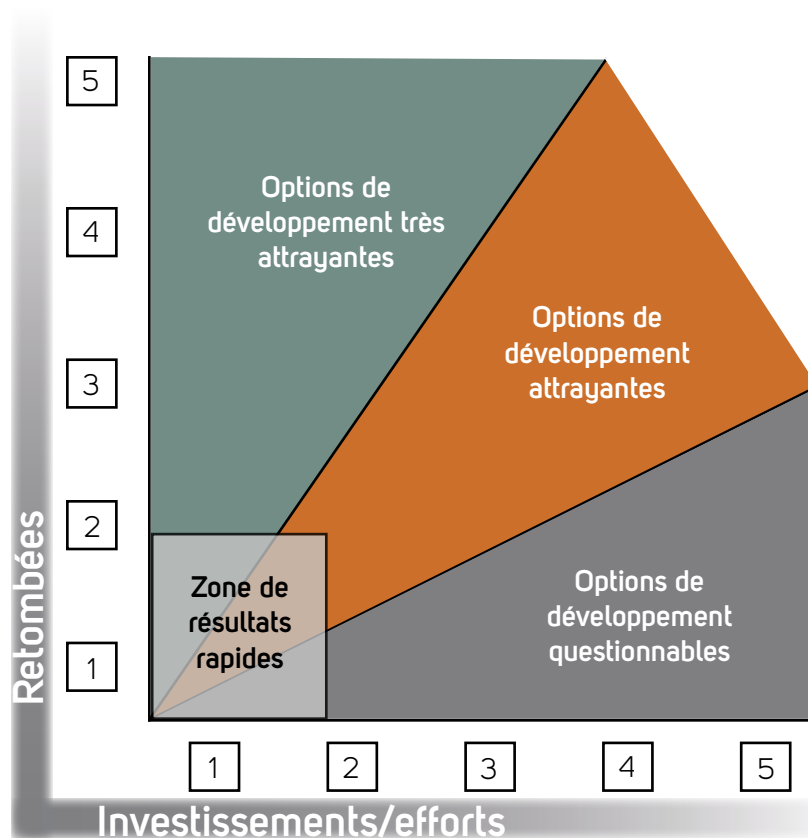 5
Options de
développement très
attrayantes
4
Options de
développement
attrayantes
3
2
Zone de
résultats
rapides
Options de
développement
questionnables
1
Retombées
1 2 3 4 5
Investissements/efforts